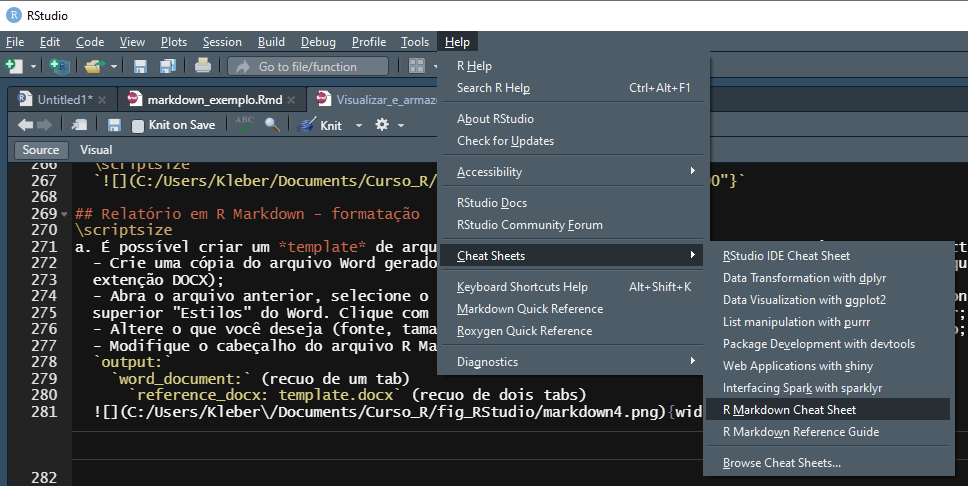 RStudio
File Edit Code View Plots Session Build Debug Profile Tools Help
Go to file/function
Untitled1* markdown_exemplo.Rmd Visualizar_e_armaz
Knit on Save ABC Knit
Source Visual
R Help
Search R Help Ctrl+Alt+F1
About RStudio
Check for Updates
Accessibility
RStudio Docs
RStudio Community Forum
Cheat Sheets
Keyboard Shortcuts Help Alt+Shift+K
Markdown Quick Reference
Roxygen Quick Reference
Diagnostics
RStudio IDE Cheat Sheet
Data Transformation with dplyr
Data Visualization with ggplot2
List manipulation with purrr
Package Development with devtools
Web Applications with shiny
Interfacing Spark with sparklyr
R Markdown Cheat Sheet
R Markdown Reference Guide
Browse Cheat Sheets...
266 \scriptsize
267 `![](C:/Users/Kleber/Documents/Curso_R/ 0"}`
268
269 ## Relatório em R Markdown - formatação
270 \scriptsize
271 a. É possível criar um *template* de arqu
272 - Crie uma cópia do arquivo Word gerado
273 extenção DOCX);
274 - Abra o arquivo anterior, selecione o
275 superior "Estilos" do Word. Clique com
276 - Altere o que você deseja (fonte, tama
277 - Modifique o cabeçalho do arquivo R Ma
278 `output:`
379 `word_document:` (recuo de um tab)
280 `reference_docx: template.docx` (recuo de dois tabs)
281 ![](C:/Users/Kleber\/Documents/Curso_R/fig_RStudio/markdown4.png){wid
282